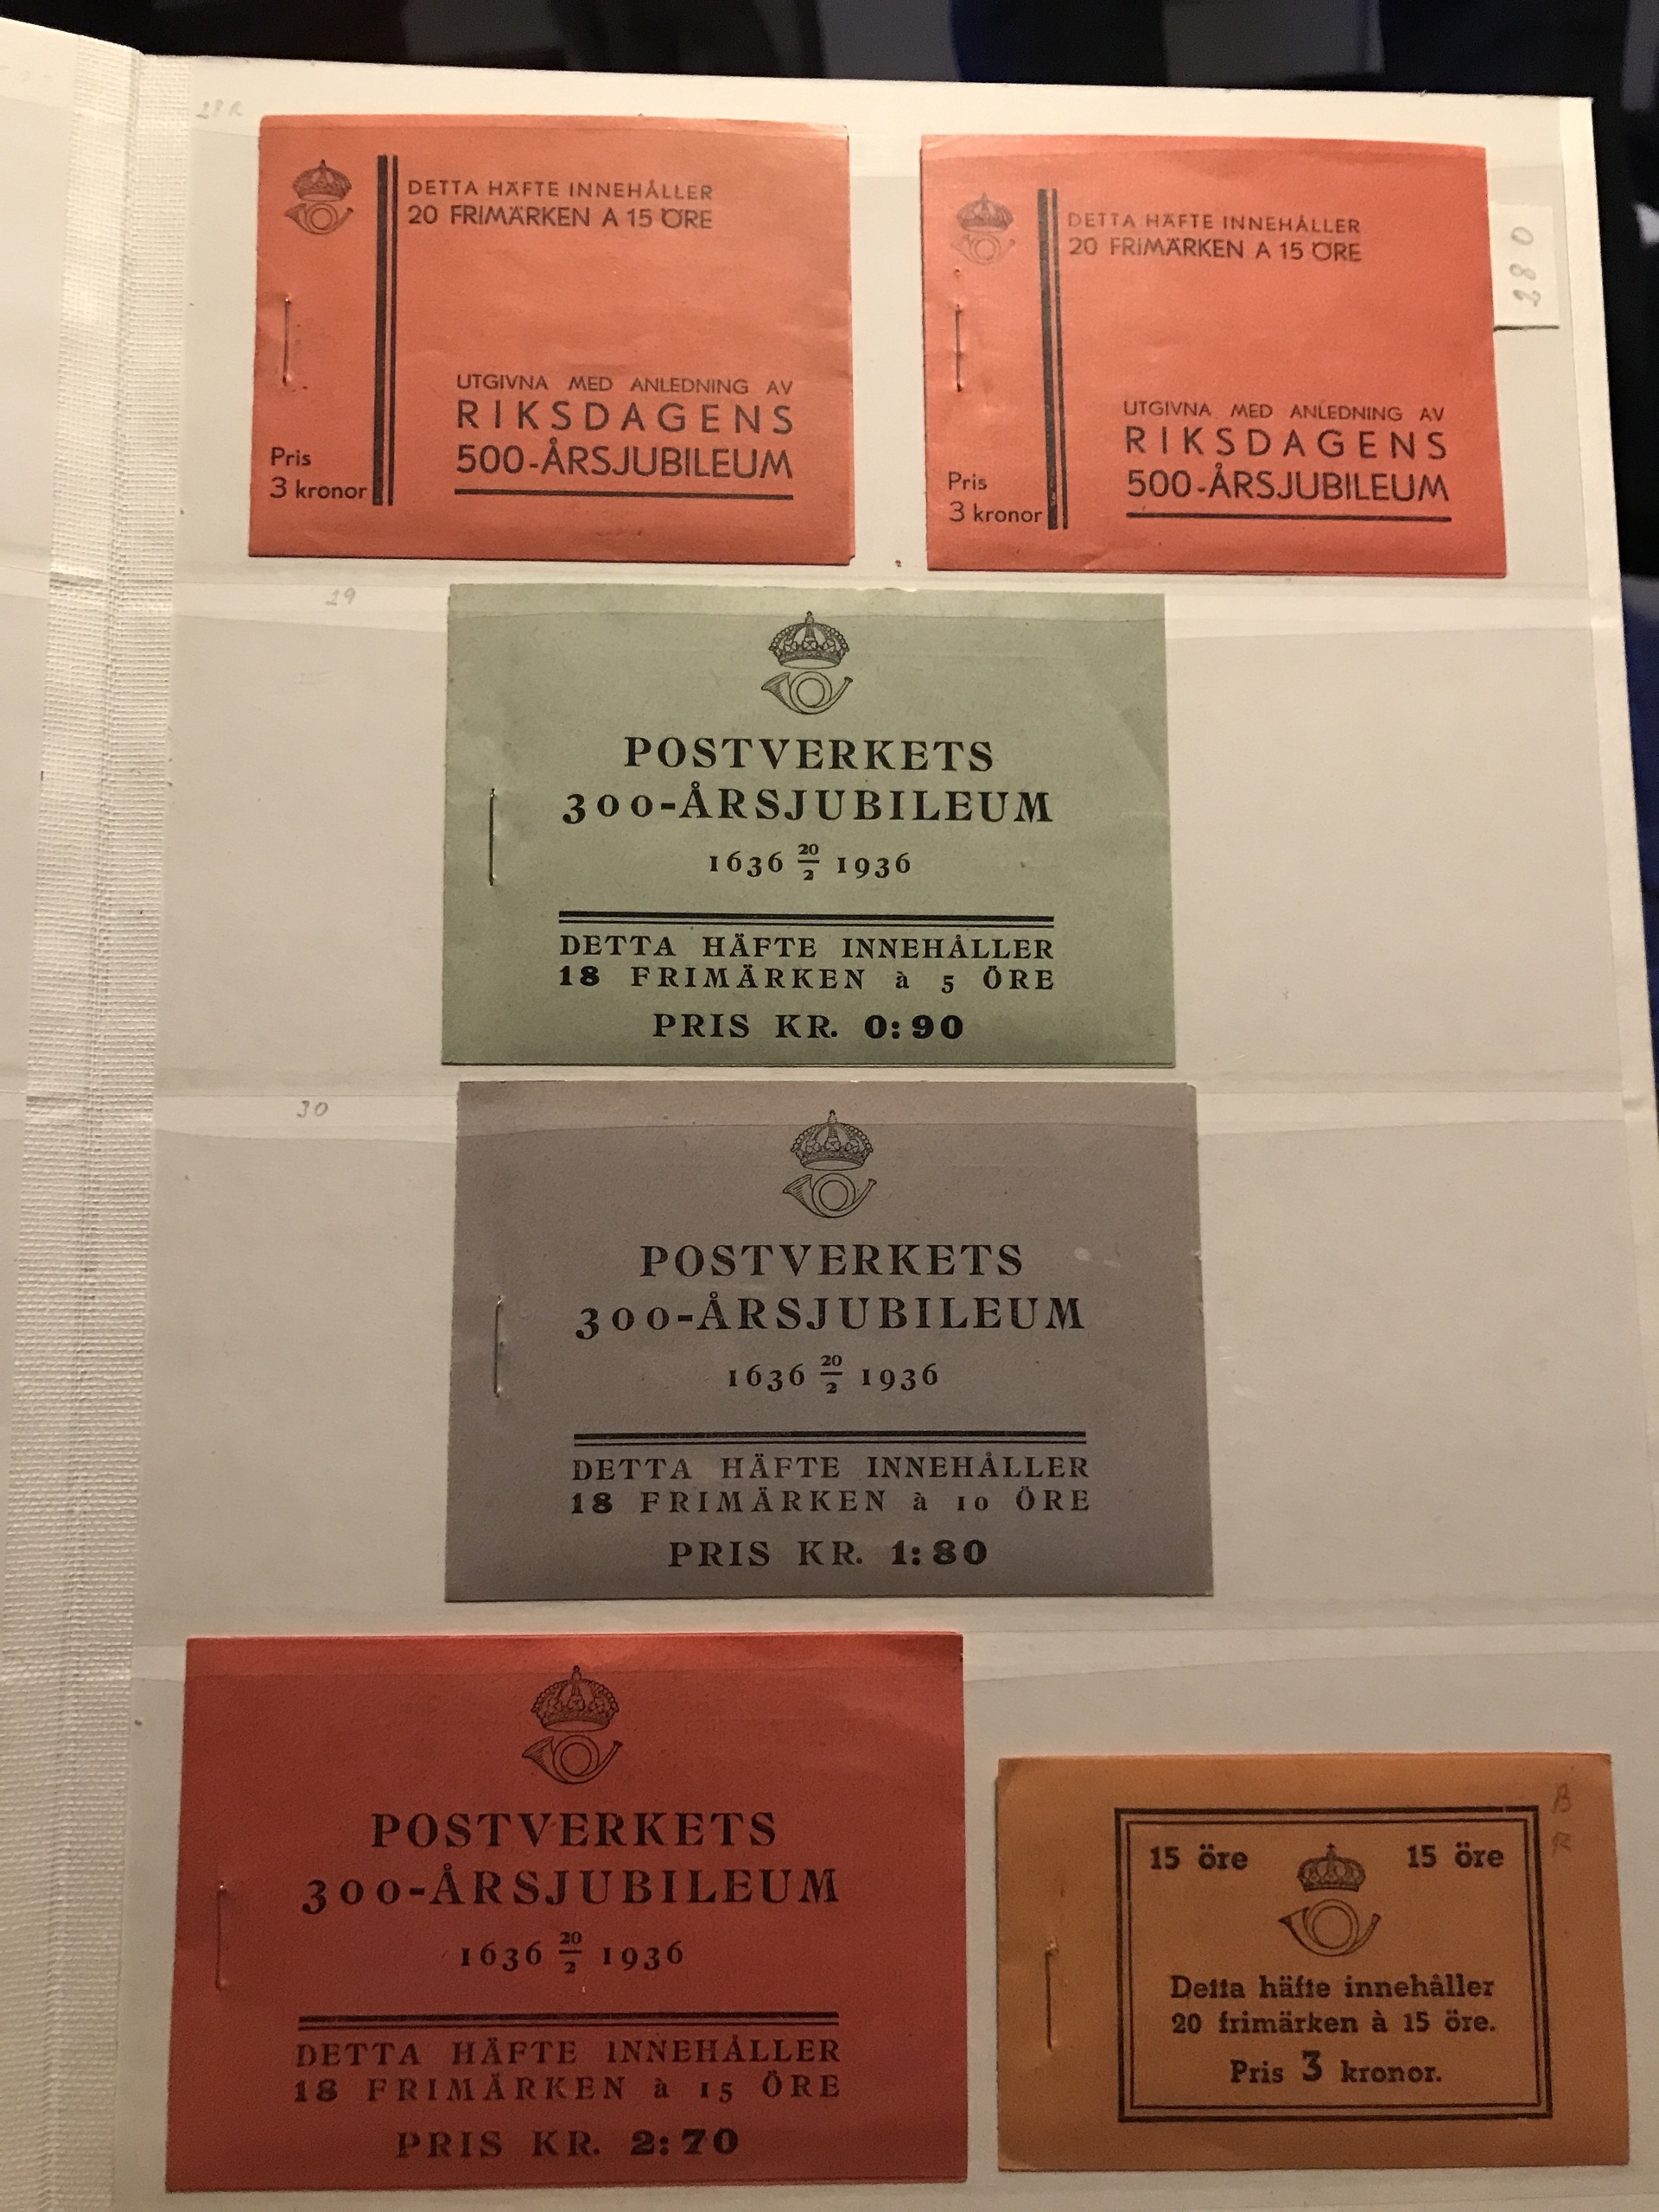 28 R
DETTA HÄFTE INNEHÅLLER
20 FRIMÄRKEN A 15 ÖRE
UTGIVNA MED ANLEDNING AV
RIKSDAGENS
500-ÅRSJUBILEUM
Pris
3 kronor
DETTA HÄFTE INNEHÅLLER
20 FRIMÄRKEN A 15 ÖRE
UTGIVNA MED ANLEDNING AV
RIKSDAGENS
500-ÅRSJUBILEUM
Pris
3 kronor
28 0
29
POSTVERKETS
300-ÅRSJUBILEUM
1636 20/2 1936
DETTA HÄFTE INNEHÅLLER
18 FRIMÄRKEN à 5 ÖRE
PRIS KR. 0:90
30
POSTVERKETS
300-ÅRSJUBILEUM
1636 20/2 1936
DETTA HÄFTE INNEHÅLLER
18 FRIMÄRKEN à 10 ÖRE
PRIS KR. 1:80
POSTVERKETS
300-ÅRSJUBILEUM
1636 20/2 1936
DETTA HÄFTE INNEHÅLLER
18 FRIMÄRKEN à 15 ÖRE
PRIS KR. 2:70
B
R
15 öre 15 öre
Detta häfte innehåller
20 frimärken à 15 öre.
Pris 3 kronor.